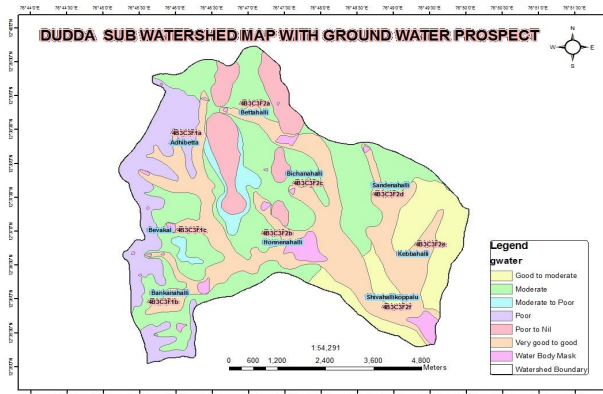 DUDDA SUB WATERSHED MAP WITH GROUND WATER PROSPECT
N
W E
S
4B3C3F2a
Bettahalli
4B3C3F1a
Adhibetta
Bichanahalli
4B3C3F2c
Sandenahalli
4B3C3F2d
Bevakal 4B3C3F1c
4B3C3F2b
Honnenahalli
4B3C3F2e
Kebbahalli
Bankanahalli
4B3C3F1b
Shivahallikoppalu
4B3C3F2f
Legend
gwater
Good to moderate
Moderate
Moderate to Poor
Poor
Poor to Nil
Very good to good
Water Body Mask
Watershed Boundary
1:54,291
0 600 1,200 2,400 3,600 4,800
Meters